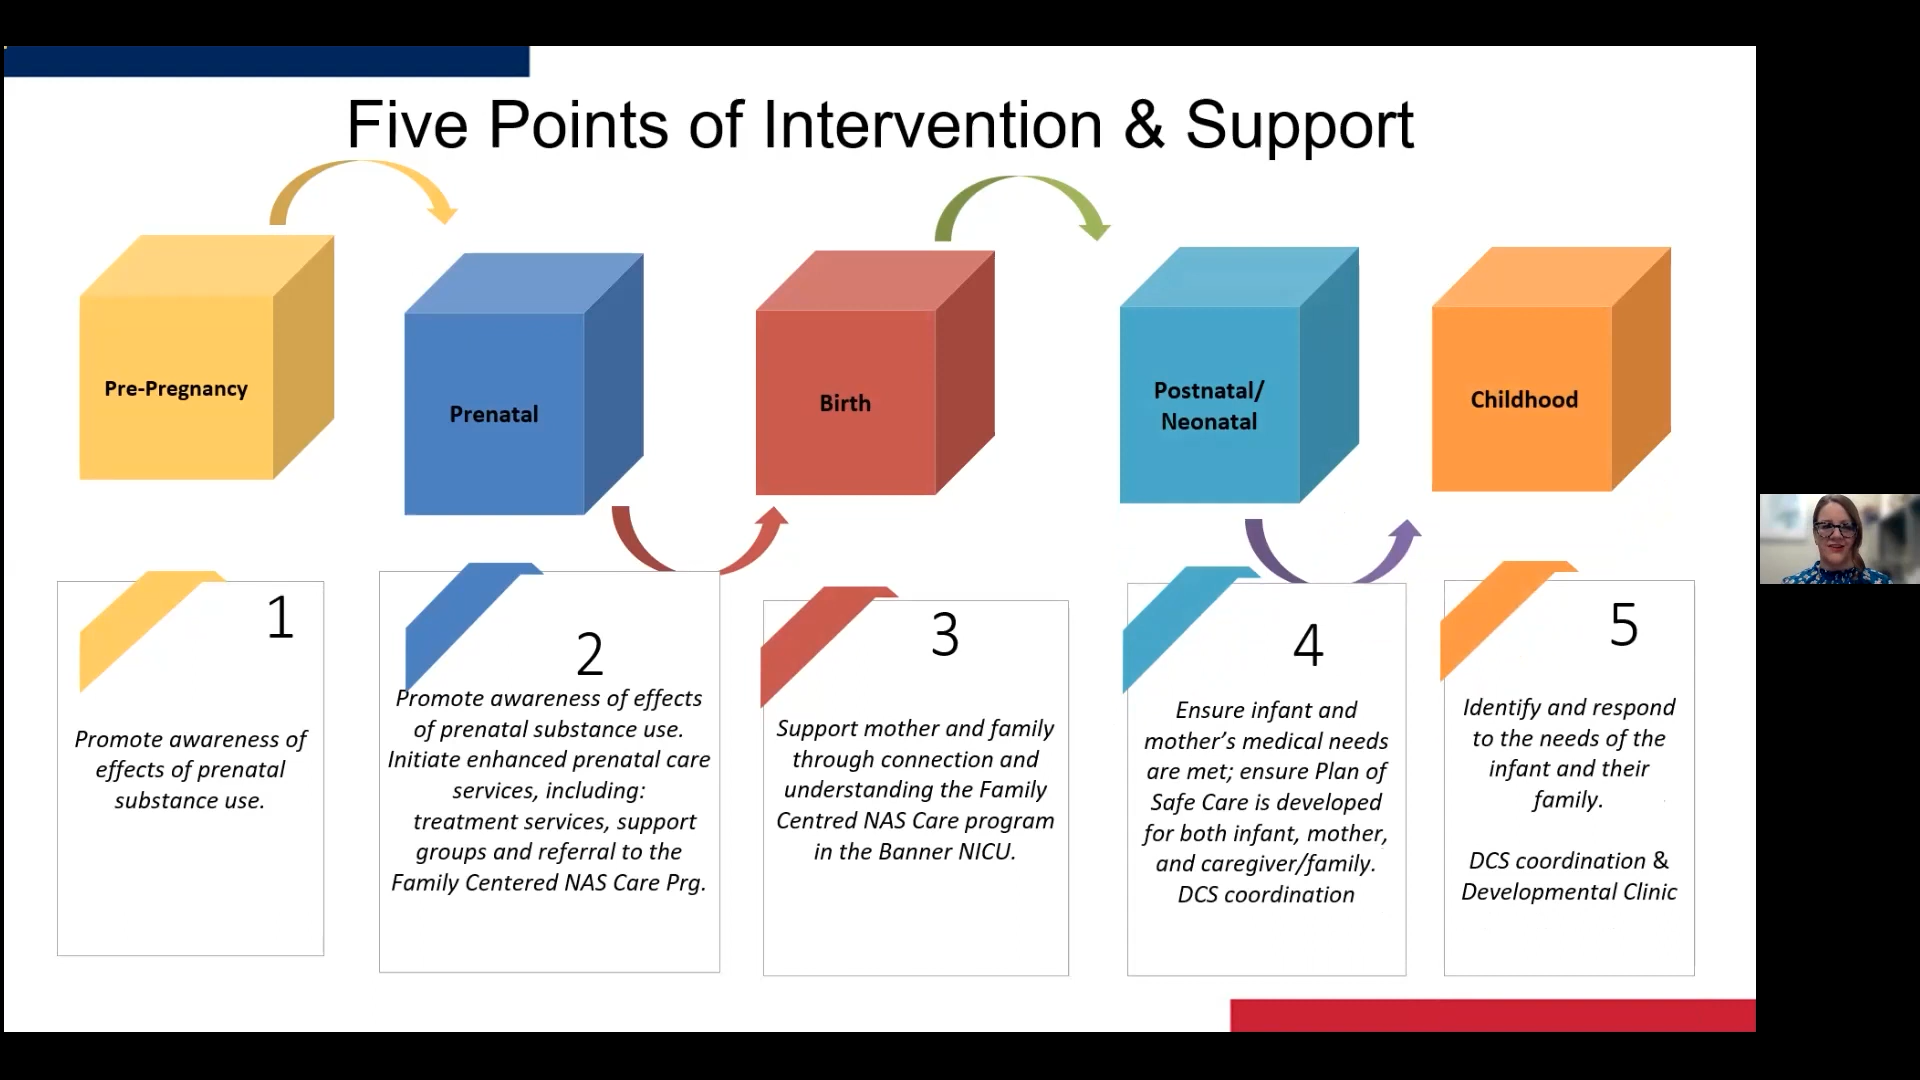 Five Points of Intervention & Support
Pre-Pregnancy
Prenatal
Birth
Postnatal/
Neonatal
Childhood
1
Promote awareness of
effects of prenatal
substance use.
2
Promote awareness of effects
of prenatal substance use.
Initiate enhanced prenatal care
services, including:
treatment services, support
groups and referral to the
Family Centered NAS Care Prg.
3
Support mother and family
through connection and
understanding the Family
Centred NAS Care program
in the Banner NICU.
4
Ensure infant and
mother’s medical needs
are met; ensure Plan of
Safe Care is developed
for both infant, mother,
and caregiver/family.
DCS coordination
5
Identify and respond
to the needs of the
infant and their
family.
DCS coordination &
Developmental Clinic